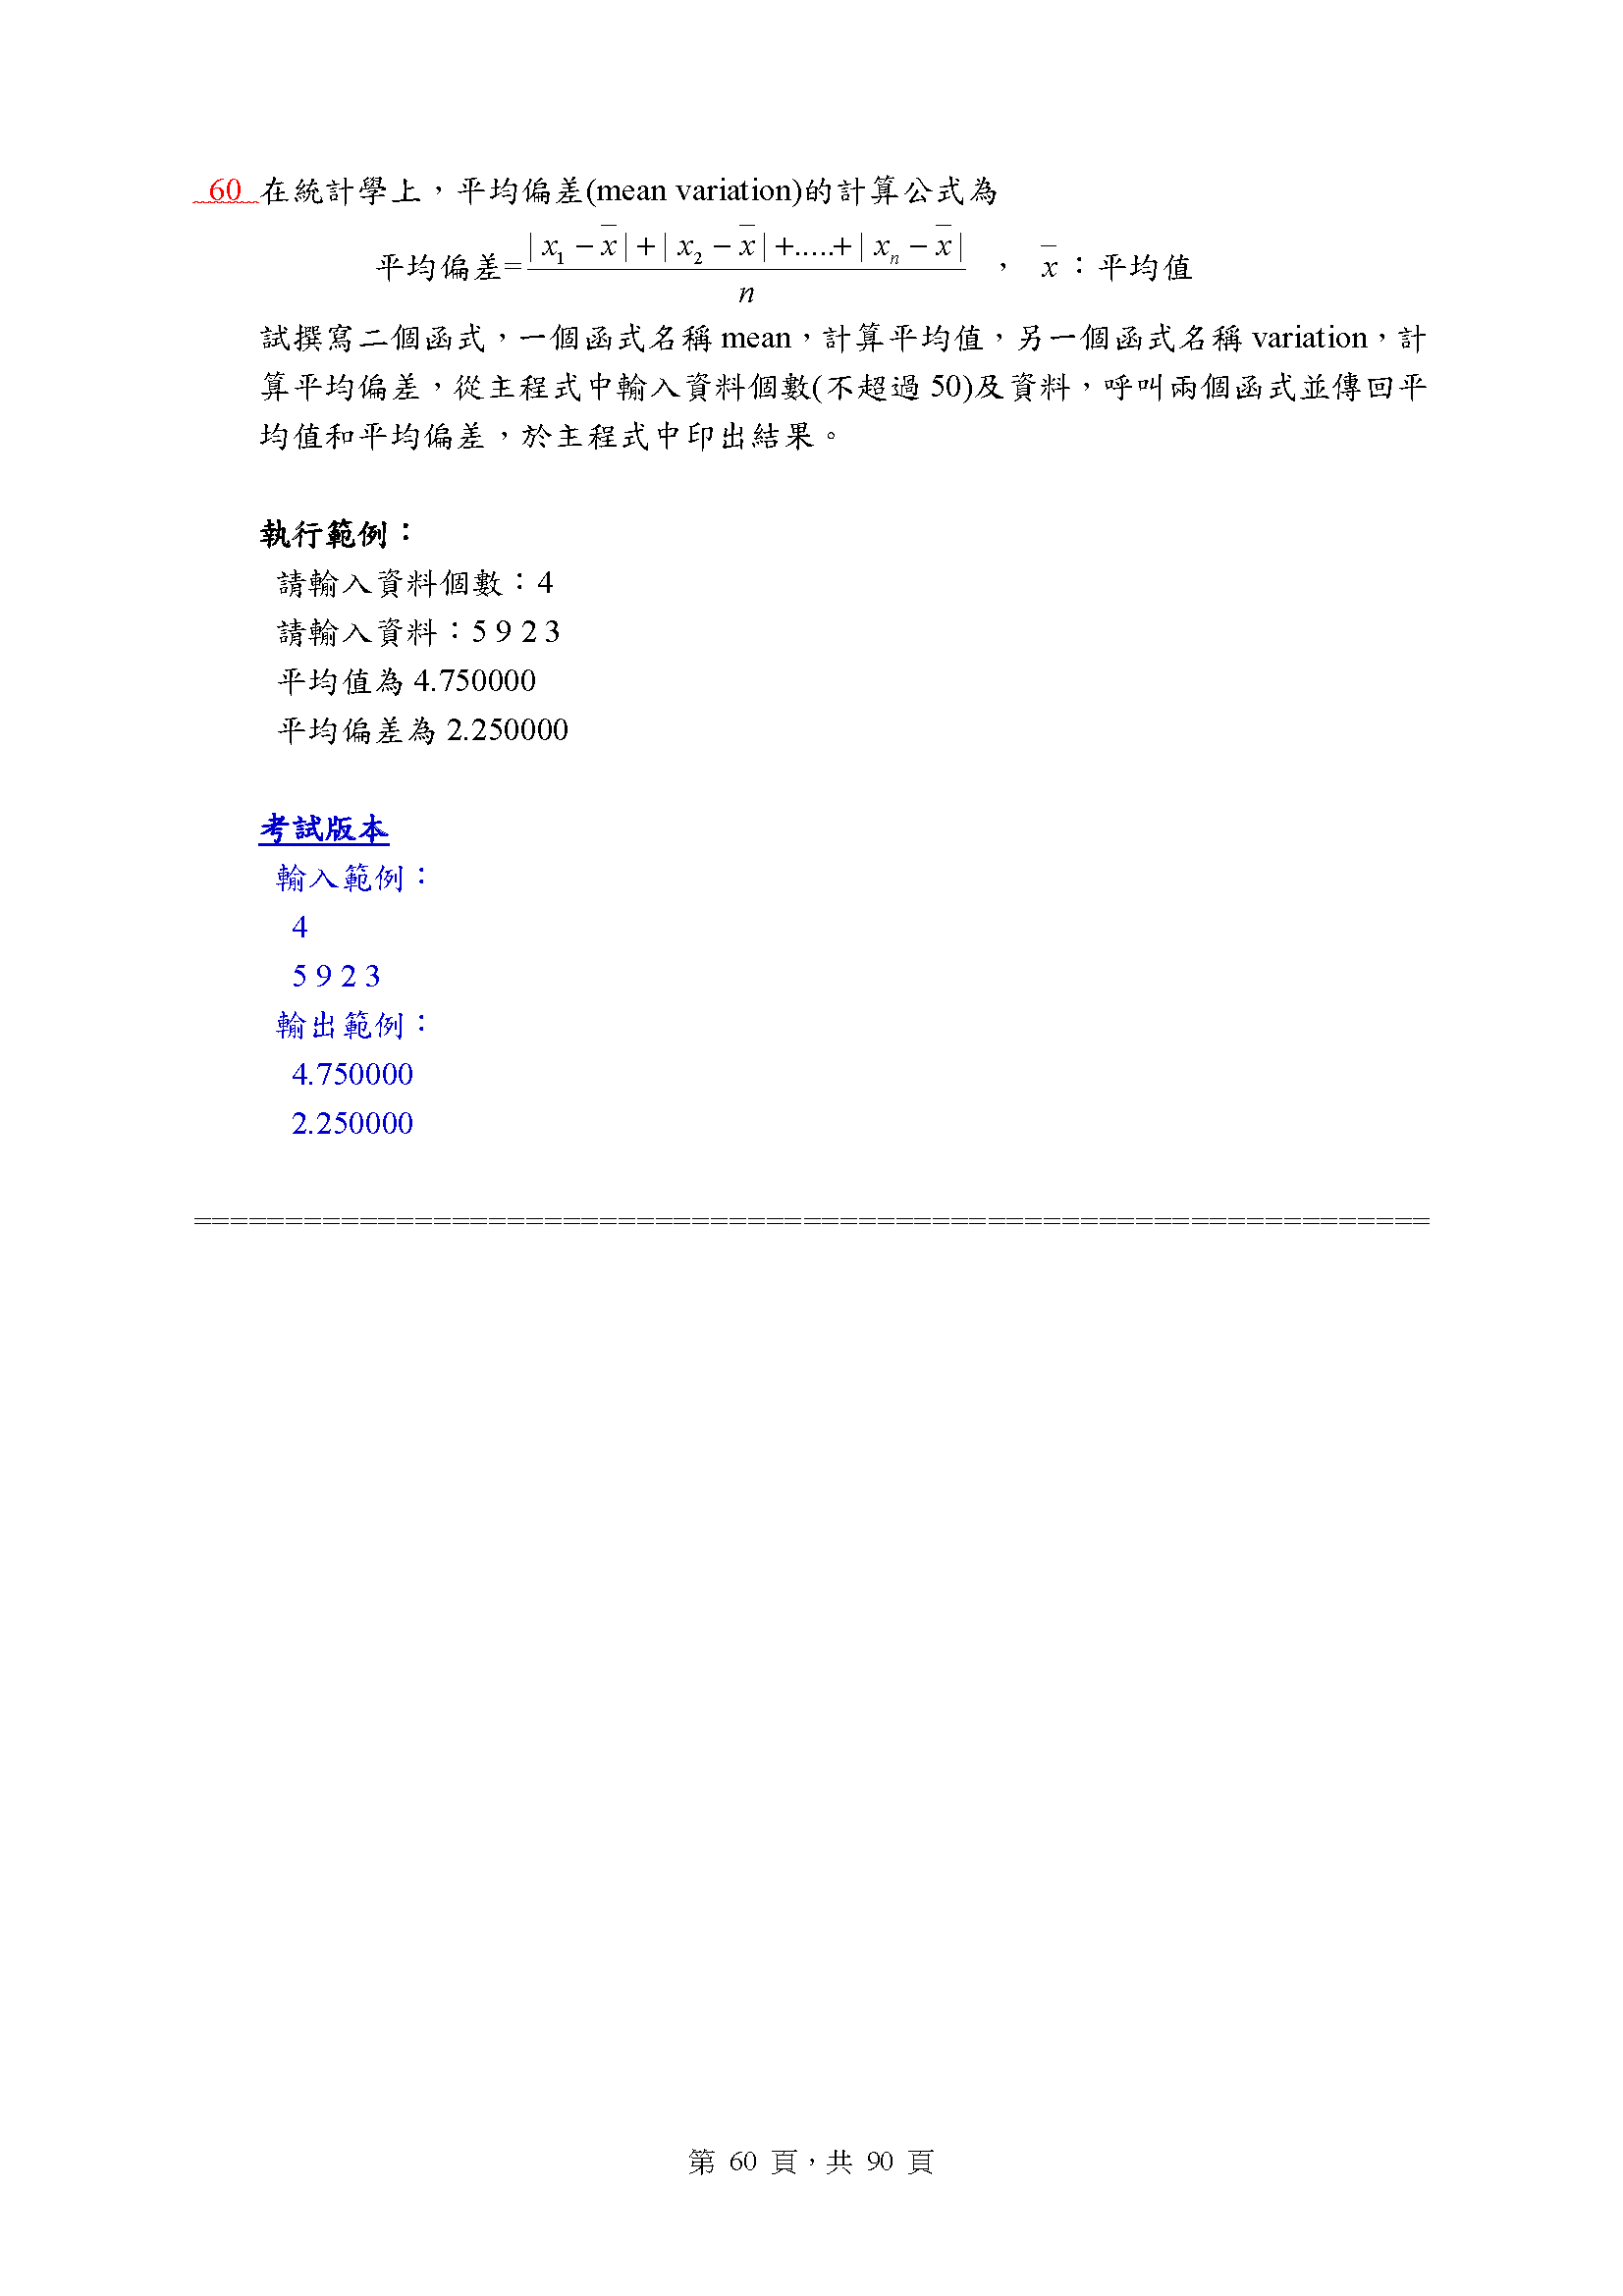 60 在統計學上，平均偏差(mean variation)的計算公式為
平均偏差=\frac{|x_1-\overline{x}|+|x_2-\overline{x}|+.....+|x_n-\overline{x}|}{n} ， \overline{x}：平均值
試撰寫二個函式，一個函式名稱 mean，計算平均值，另一個函式名稱 variation，計
算平均偏差，從主程式中輸入資料個數(不超過 50)及資料，呼叫兩個函式並傳回平
均值和平均偏差，於主程式中印出結果。
執行範例：
請輸入資料個數：4
請輸入資料：5 9 2 3
平均值為 4.750000
平均偏差為 2.250000
考試版本
輸入範例：
4
5 9 2 3
輸出範例：
4.750000
2.250000
===================================================================
第 60 頁，共 90 頁